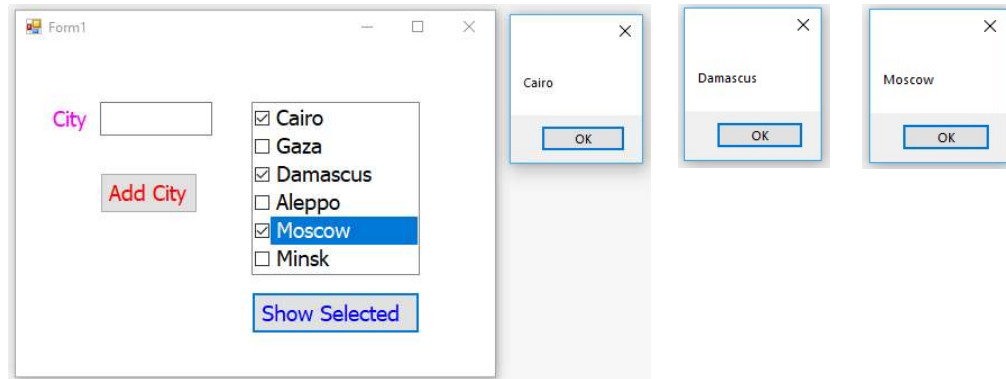 Form1
City
Add City
Cairo
Gaza
Damascus
Aleppo
Moscow
Minsk
Show Selected
Cairo
OK
Damascus
OK
Moscow
OK